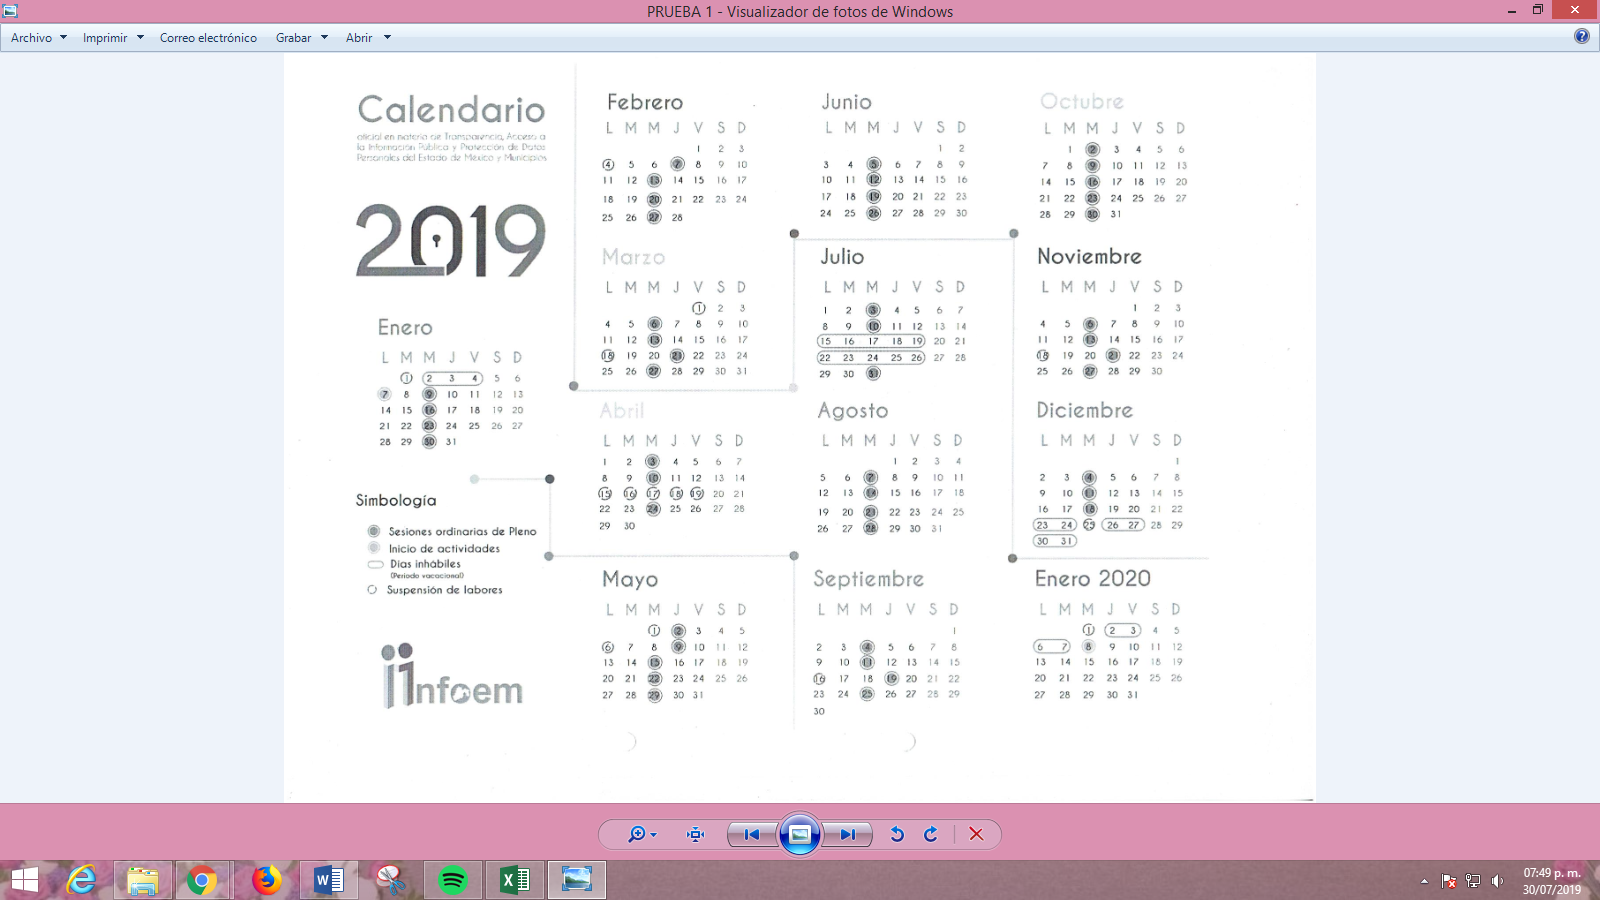 PRUEBA 1 - Visualizador de fotos de Windows
Archivo Imprimir Correo electrónico Grabar Abrir
Calendario
oficial en materia de Transparencia, Acceso a
la Información Pública y Protección de Datos
Personales del Estado de México y Municipios
2019
Enero
L M M J V S D
1 2 3 4 5 6
7 8 9 10 11 12 13
14 15 16 17 18 19 20
21 22 23 24 25 26 27
28 29 30 31
Simbología
Sesiones ordinarias de Pleno
Inicio de actividades
Días inhábiles
(Periodo vacacional)
Suspensión de labores
infoem
Febrero
L M M J V S D
1 2 3
4 5 6 7 8 9 10
11 12 13 14 15 16 17
18 19 20 21 22 23 24
25 26 27 28
Marzo
L M M J V S D
1 2 3
4 5 6 7 8 9 10
11 12 13 14 15 16 17
18 19 20 21 22 23 24
25 26 27 28 29 30 31
Abril
L M M J V S D
1 2 3 4 5 6 7
8 9 10 11 12 13 14
15 16 17 18 19 20 21
22 23 24 25 26 27 28
29 30
Mayo
L M M J V S D
1 2 3 4 5
6 7 8 9 10 11 12
13 14 15 16 17 18 19
20 21 22 23 24 25 26
27 28 29 30 31
Junio
L M M J V S D
1 2
3 4 5 6 7 8 9
10 11 12 13 14 15 16
17 18 19 20 21 22 23
24 25 26 27 28 29 30
Julio
L M M J V S D
1 2 3 4 5 6 7
8 9 10 11 12 13 14
15 16 17 18 19 20 21
22 23 24 25 26 27 28
29 30 31
Agosto
L M M J V S D
1 2 3 4
5 6 7 8 9 10 11
12 13 14 15 16 17 18
19 20 21 22 23 24 25
26 27 28 29 30 31
Septiembre
L M M J V S D
1
2 3 4 5 6 7 8
9 10 11 12 13 14 15
16 17 18 19 20 21 22
23 24 25 26 27 28 29
30
Octubre
L M M J V S D
1 2 3 4 5 6
7 8 9 10 11 12 13
14 15 16 17 18 19 20
21 22 23 24 25 26 27
28 29 30 31
Noviembre
L M M J V S D
1 2 3
4 5 6 7 8 9 10
11 12 13 14 15 16 17
18 19 20 21 22 23 24
25 26 27 28 29 30
Diciembre
L M M J V S D
1
2 3 4 5 6 7 8
9 10 11 12 13 14 15
16 17 18 19 20 21 22
23 24 25 26 27 28 29
30 31
Enero 2020
L M M J V S D
1 2 3 4 5
6 7 8 9 10 11 12
13 14 15 16 17 18 19
20 21 22 23 24 25 26
27 28 29 30 31
07:49 p. m.
30/07/2019